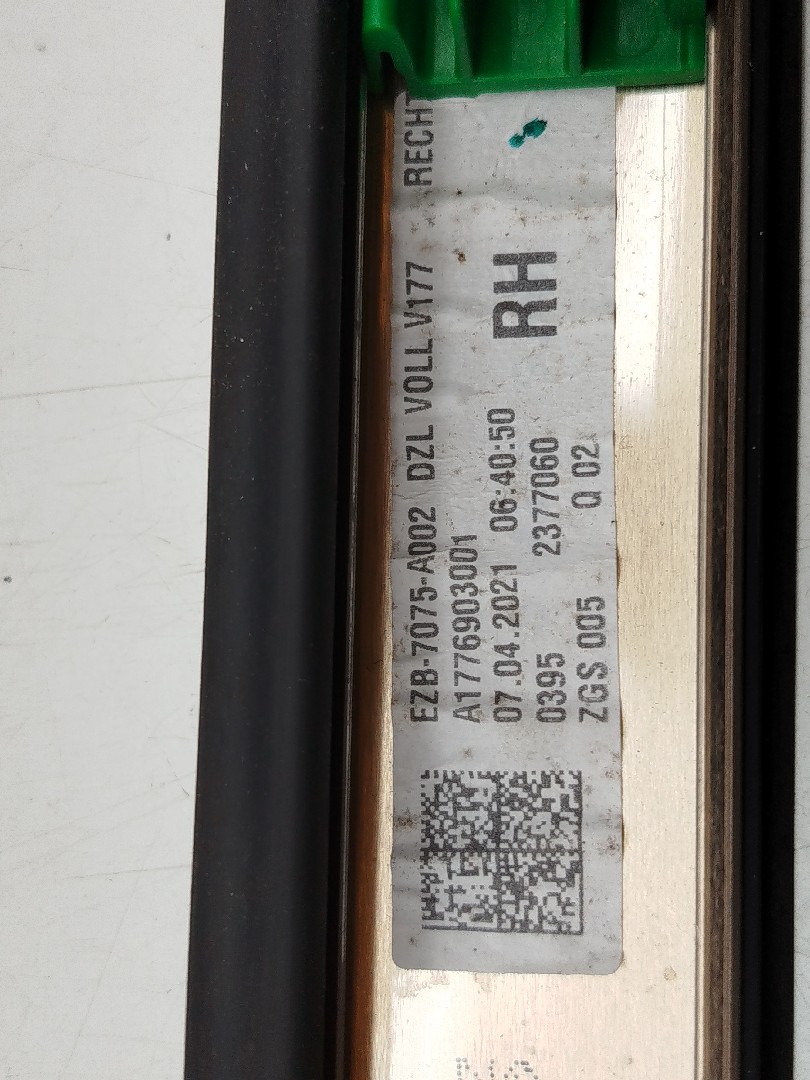 EZB-7075-A002 DZL VOLL V177 RECHT
A1776903001
07.04.2021 06:40:50 RH
0395 2377060
ZGS 005 Q 02